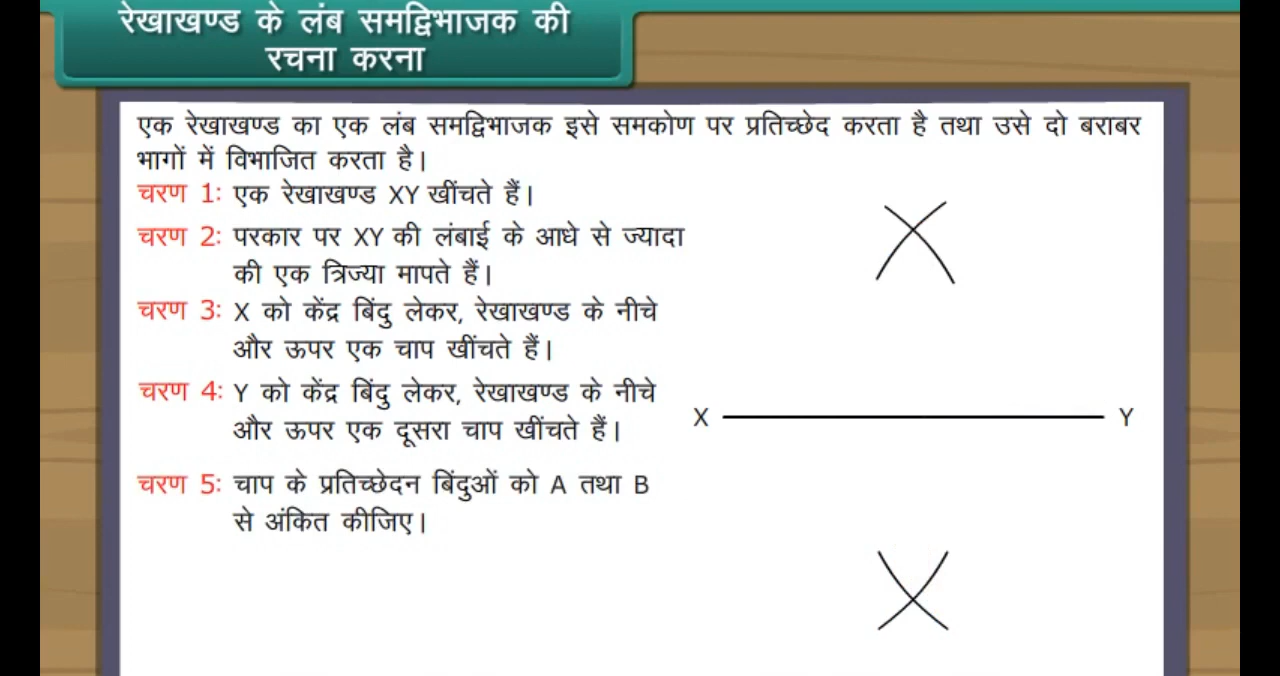 रेखाखण्ड के लंब समद्विभाजक की
रचना करना
एक रेखाखण्ड का एक लंब समद्विभाजक इसे समकोण पर प्रतिच्छेद करता है तथा उसे दो बराबर
भागों में विभाजित करता है।
चरण 1: एक रेखाखण्ड XY खींचते हैं।
चरण 2: परकार पर XY की लंबाई के आधे से ज्यादा
की एक त्रिज्या मापते हैं।
चरण 3: X को केंद्र बिंदु लेकर, रेखाखण्ड के नीचे
और ऊपर एक चाप खींचते हैं।
चरण 4: Y को केंद्र बिंदु लेकर, रेखाखण्ड के नीचे
और ऊपर एक दूसरा चाप खींचते हैं।
X Y
चरण 5: चाप के प्रतिच्छेदन बिंदुओं को A तथा B
से अंकित कीजिए।